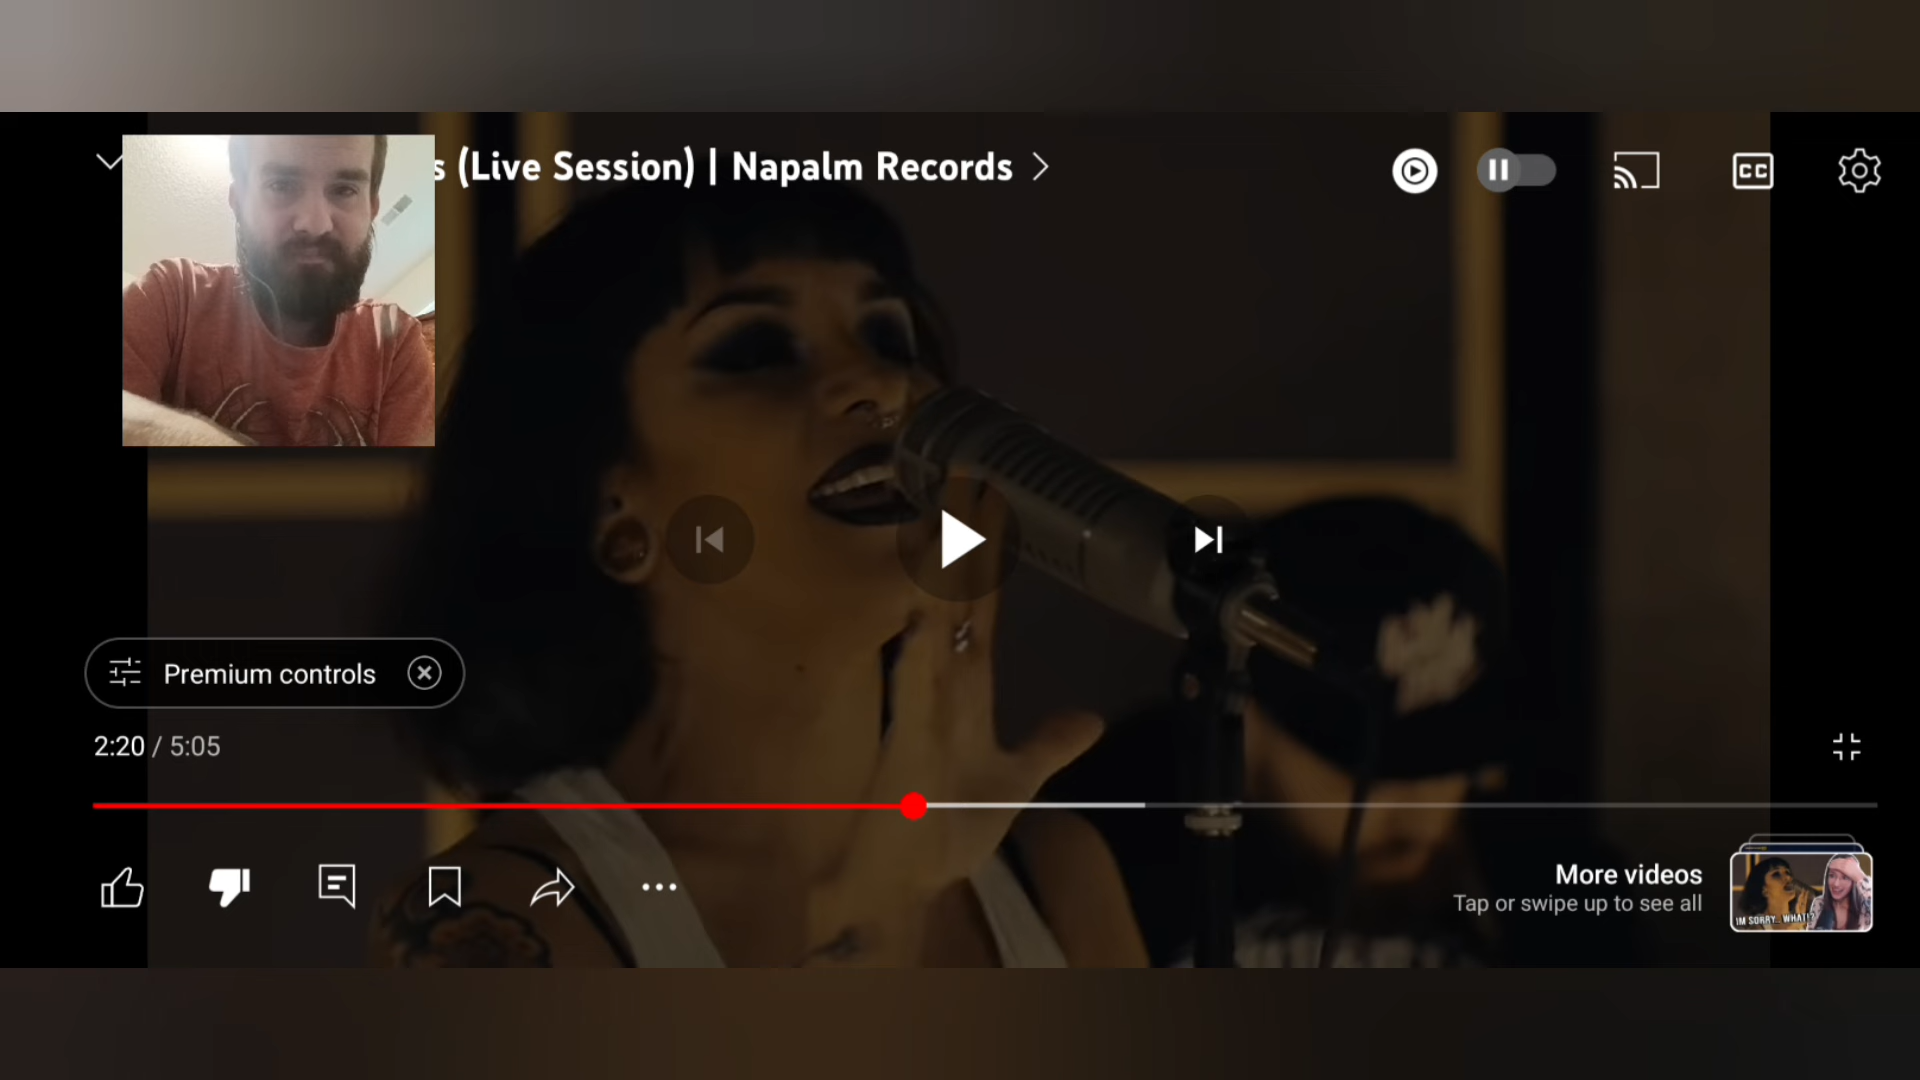 s (Live Session) | Napalm Records
CC
Premium controls
2:20 / 5:05
More videos
Tap or swipe up to see all
IM SORRY... WHAT!?